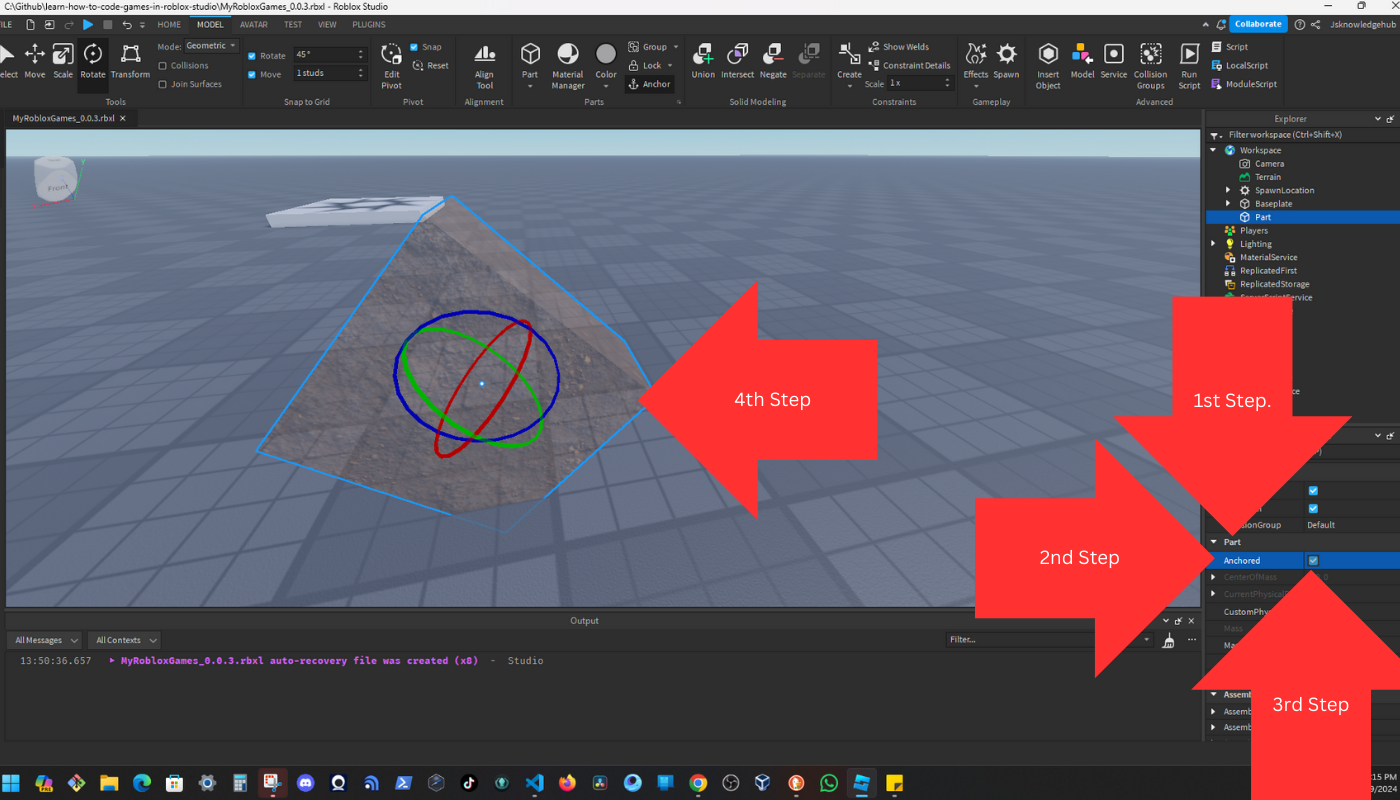 C:\Github\learn-how-to-code-games-in-roblox-studio\MyRobloxGames_0.0.3.rbxl - Roblox Studio
ILE HOME MODEL AVATAR TEST VIEW PLUGINS Collaborate Jsknowledgehub
elect Move Scale Rotate Transform
Mode: Geometric
Collisions
Join Surfaces
Tools
Rotate 45°
Move 1 studs
Snap to Grid
Edit Pivot
Snap
Reset
Pivot
Align Tool
Alignment
Part
Material Manager
Color
Group
Lock
Anchor
Parts
Union Intersect Negate Separate
Solid Modeling
Create
Show Welds
Constraint Details
Scale 1x
Constraints
Effects Spawn
Gameplay
Insert Object
Model
Service
Collision Groups
Run Script
Script
LocalScript
ModuleScript
Advanced
MyRobloxGames_0.0.3.rbxl
Front
Explorer
Filter workspace (Ctrl+Shift+X)
Workspace
Camera
Terrain
SpawnLocation
Baseplate
Part
Players
Lighting
MaterialService
ReplicatedFirst
ReplicatedStorage
4th Step
1st Step.
2nd Step
3rd Step
ionGroup Default
Part
Anchored
CenterOfMass
CurrentPhysical
CustomPhy
Mass
Ma
Assem
Assemb
Assemb
Output
All Messages All Contexts Filter...
13:50:36.657 MyRobloxGames_0.0.3.rbxl auto-recovery file was created (x8) - Studio
PRE
:15 PM
9/2024